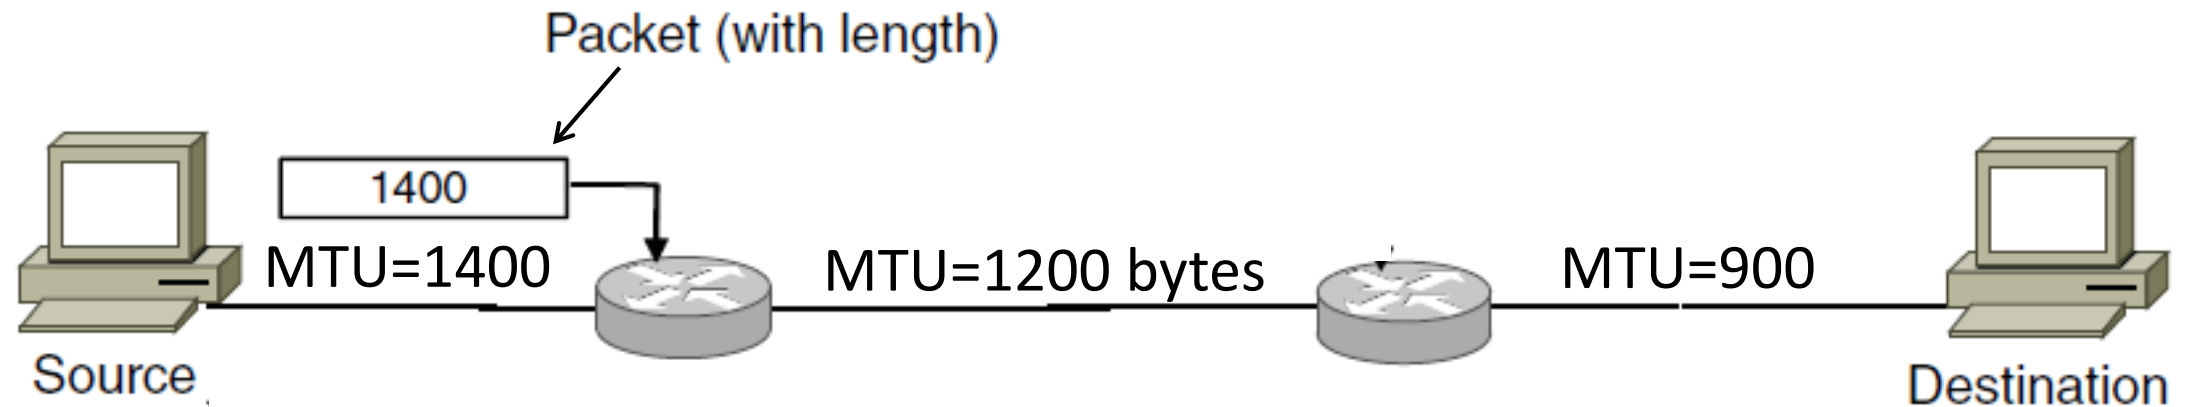 Packet (with length)
1400
MTU=1400
MTU=1200 bytes
MTU=900
Source
Destination